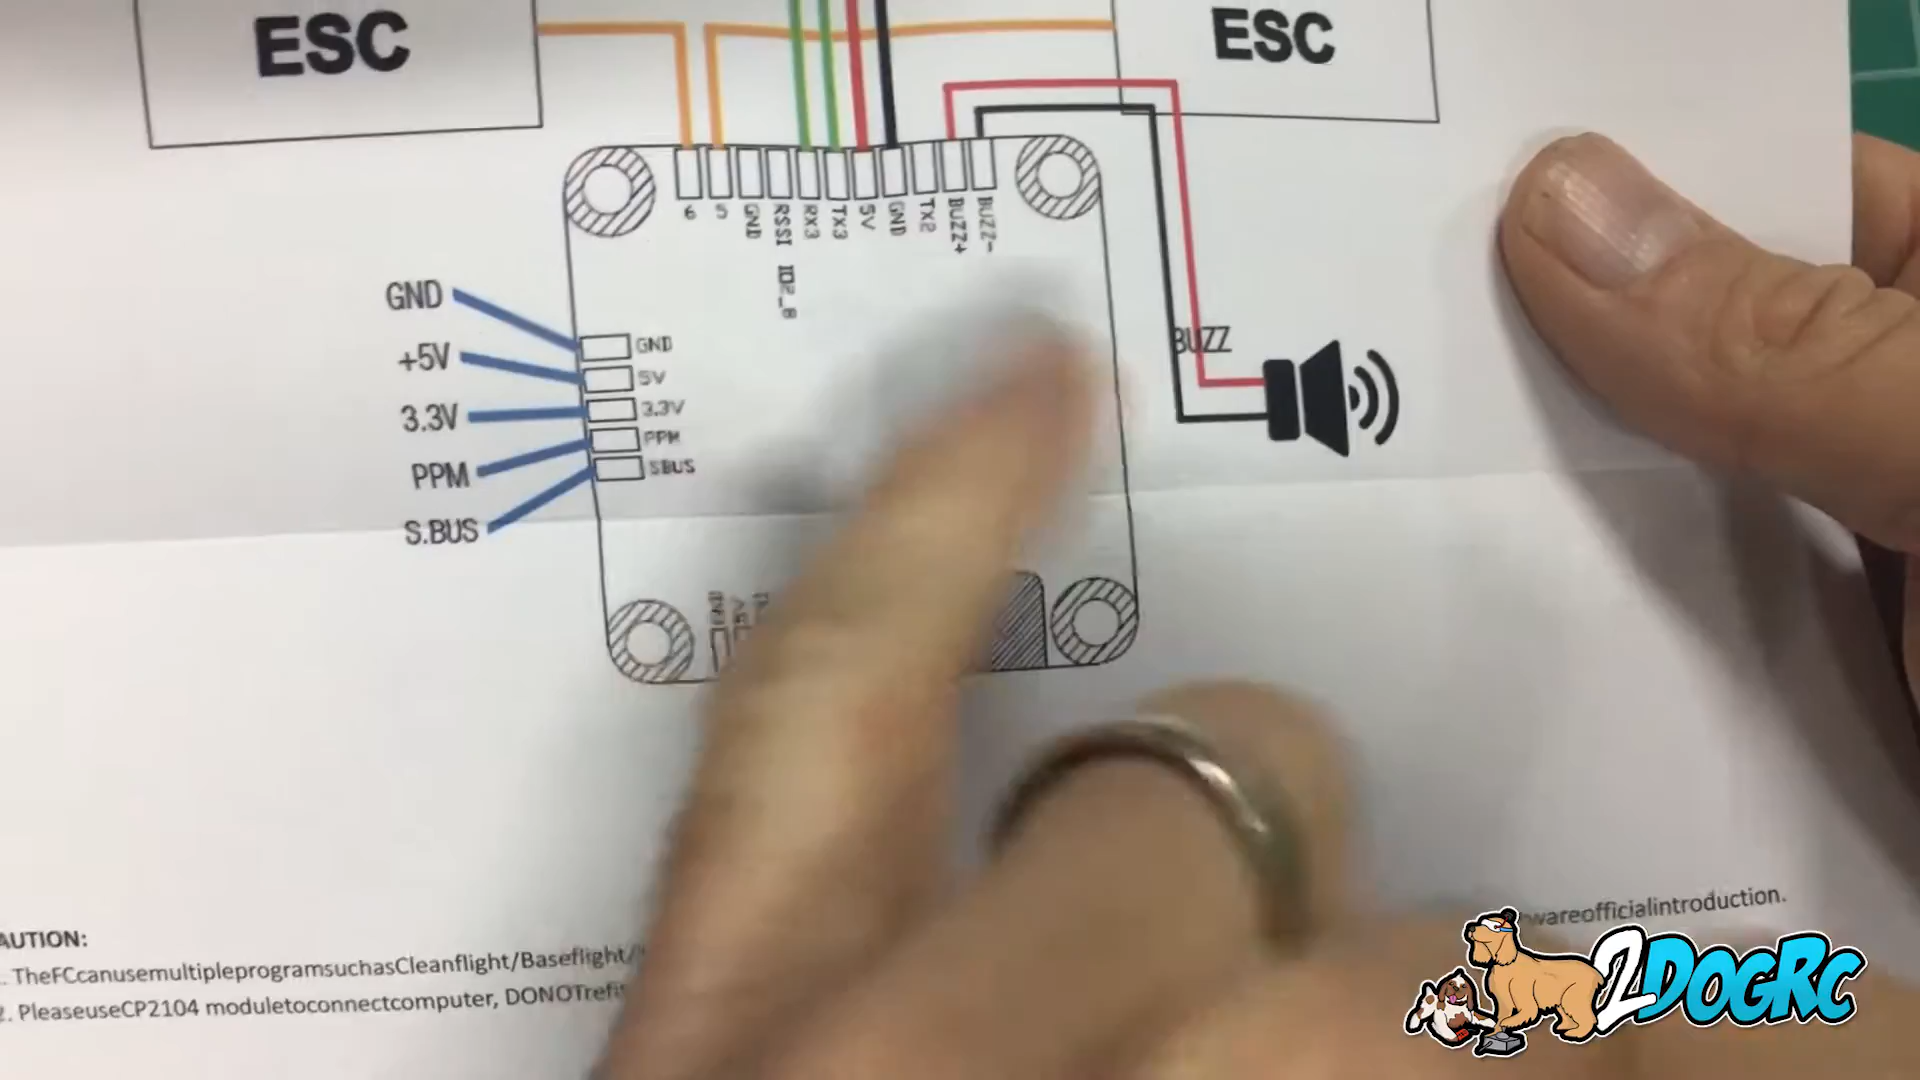 ESC
ESC
6
5
GND
RSSI
RX3
TX3
5V
GND
TX2
BUZZ+
BUZZ-
IO2_8
GND
+5V
3.3V
PPM
S.BUS
GND
5V
3.3V
PPM
SBUS
BUZZ
AUTION:
. TheFCcanusemultipleprogramsuchasCleanflight/Baseflight/
wareofficialintroduction.
2. PleaseuseCP2104 moduletoconnectcomputer, DONOTrefi
2DOGRC